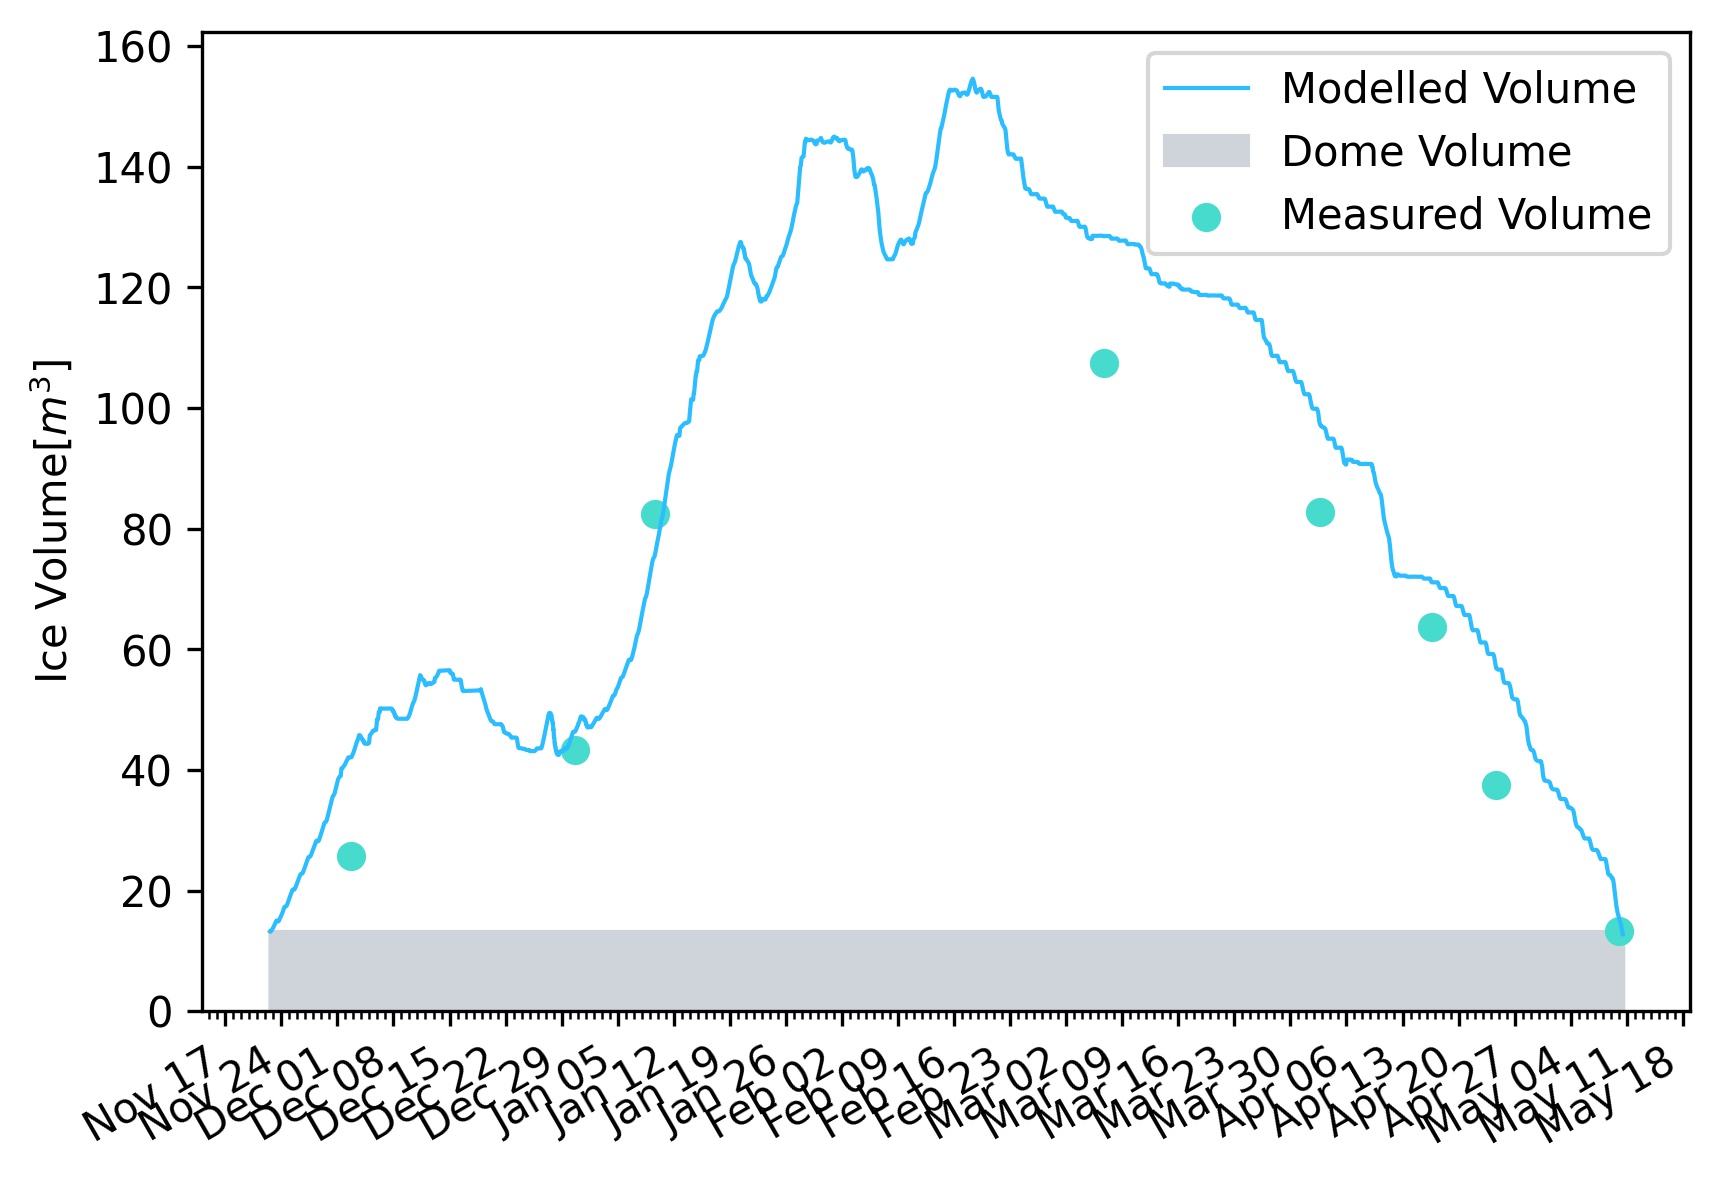 160
140
120
100
80
60
40
20
0
Ice Volume[m³]
Modelled Volume
Dome Volume
Measured Volume
Nov 17
Nov 24
Dec 01
Dec 08
Dec 15
Dec 22
Dec 29
Jan 05
Jan 12
Jan 19
Jan 26
Feb 02
Feb 09
Feb 16
Feb 23
Mar 02
Mar 09
Mar 16
Mar 23
Mar 30
Apr 06
Apr 13
Apr 20
Apr 27
May 04
May 11
May 18